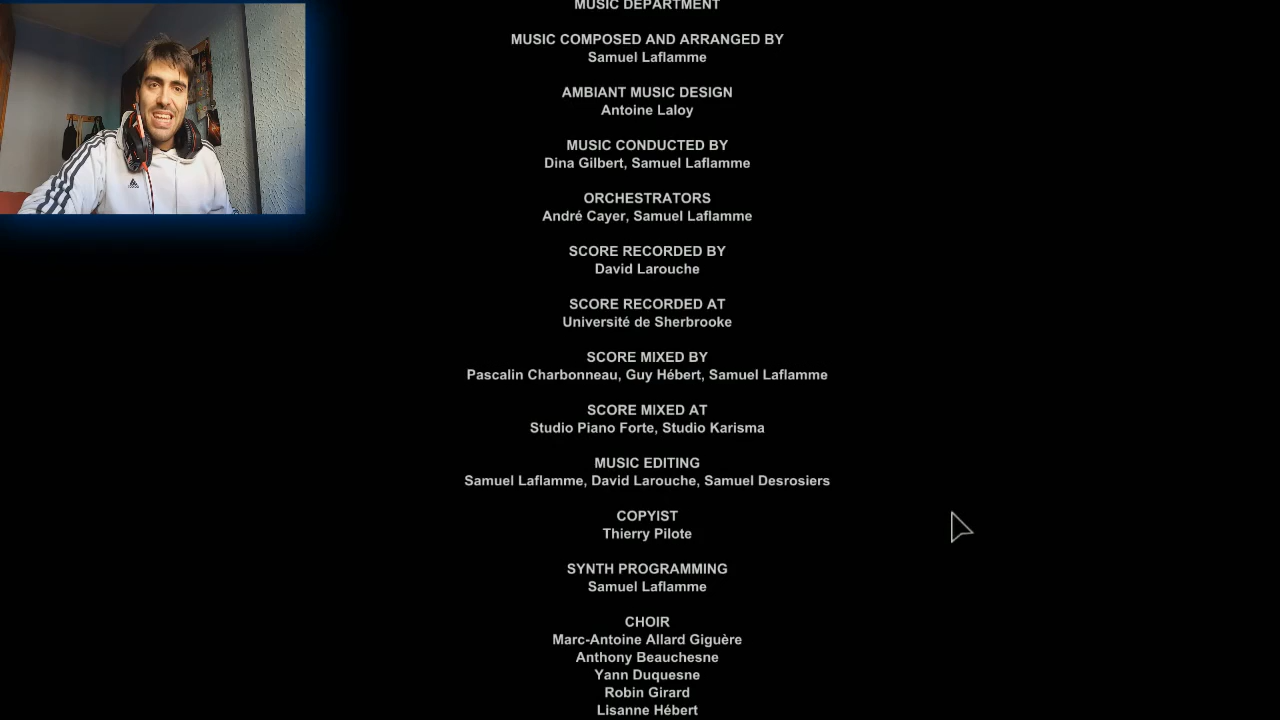 MUSIC DEPARTMENT
MUSIC COMPOSED AND ARRANGED BY
Samuel Laflamme
AMBIANT MUSIC DESIGN
Antoine Laloy
MUSIC CONDUCTED BY
Dina Gilbert, Samuel Laflamme
ORCHESTRATORS
André Cayer, Samuel Laflamme
SCORE RECORDED BY
David Larouche
SCORE RECORDED AT
Université de Sherbrooke
SCORE MIXED BY
Pascalin Charbonneau, Guy Hébert, Samuel Laflamme
SCORE MIXED AT
Studio Piano Forte, Studio Karisma
MUSIC EDITING
Samuel Laflamme, David Larouche, Samuel Desrosiers
COPYIST
Thierry Pilote
SYNTH PROGRAMMING
Samuel Laflamme
CHOIR
Marc-Antoine Allard Giguère
Anthony Beauchesne
Yann Duquesne
Robin Girard
Lisanne Hébert